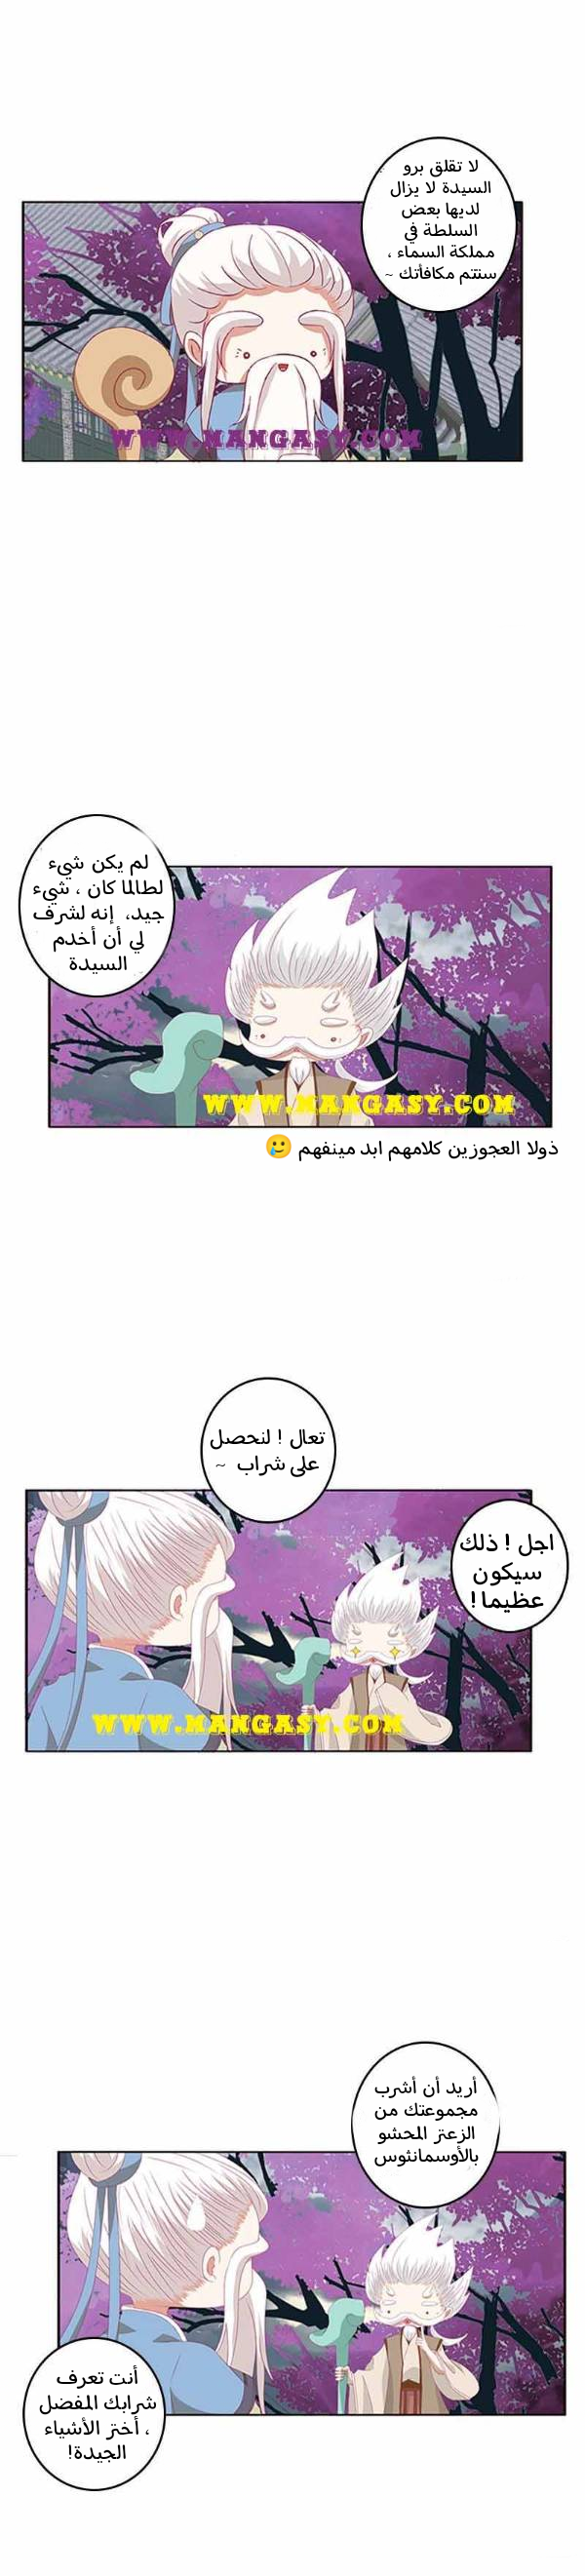 لا تقلق برو
السيدة لا يزال
لديها بعض
السلطة في
مملكة السماء ،
ستتم مكافأتك ~
WWW.MANGASY.COM
لم يكن شيء
لطالما كان ، شيء
جيد، إنه لشرف
لي أن أخدم
السيدة
WWW.MANGASY.COM
ذولا العجوزين كلامهم ابد مينفهم 🥲
تعال ! لنحصل
على شراب ~
اجل ! ذلك
سيكون
عظيما !
WWW.MANGASY.COM
أريد أن أشرب
مجموعتك من
الزعتر المحشو
بالأوسمانثوس
أنت تعرف
شرابك المفضل
، أختر الأشياء
الجيدة!